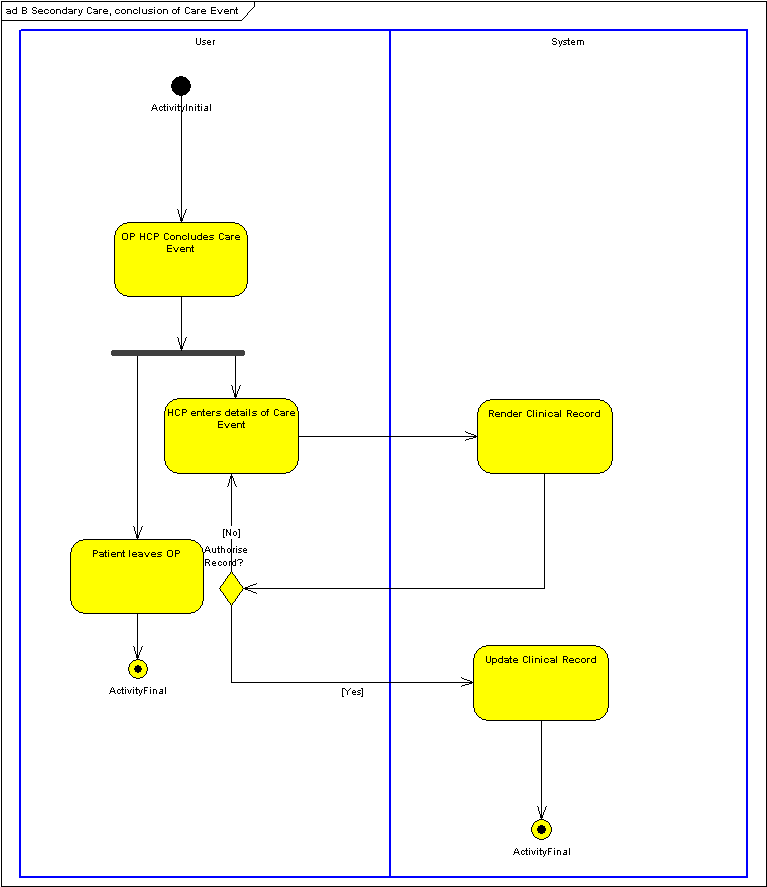 ad B Secondary Care, conclusion of Care Event
User
System
ActivityInitial
OP HCP Concludes Care
Event
HCP enters details of Care
Event
Render Clinical Record
[No]
Authorise
Record?
Patient leaves OP
Update Clinical Record
ActivityFinal
[Yes]
ActivityFinal